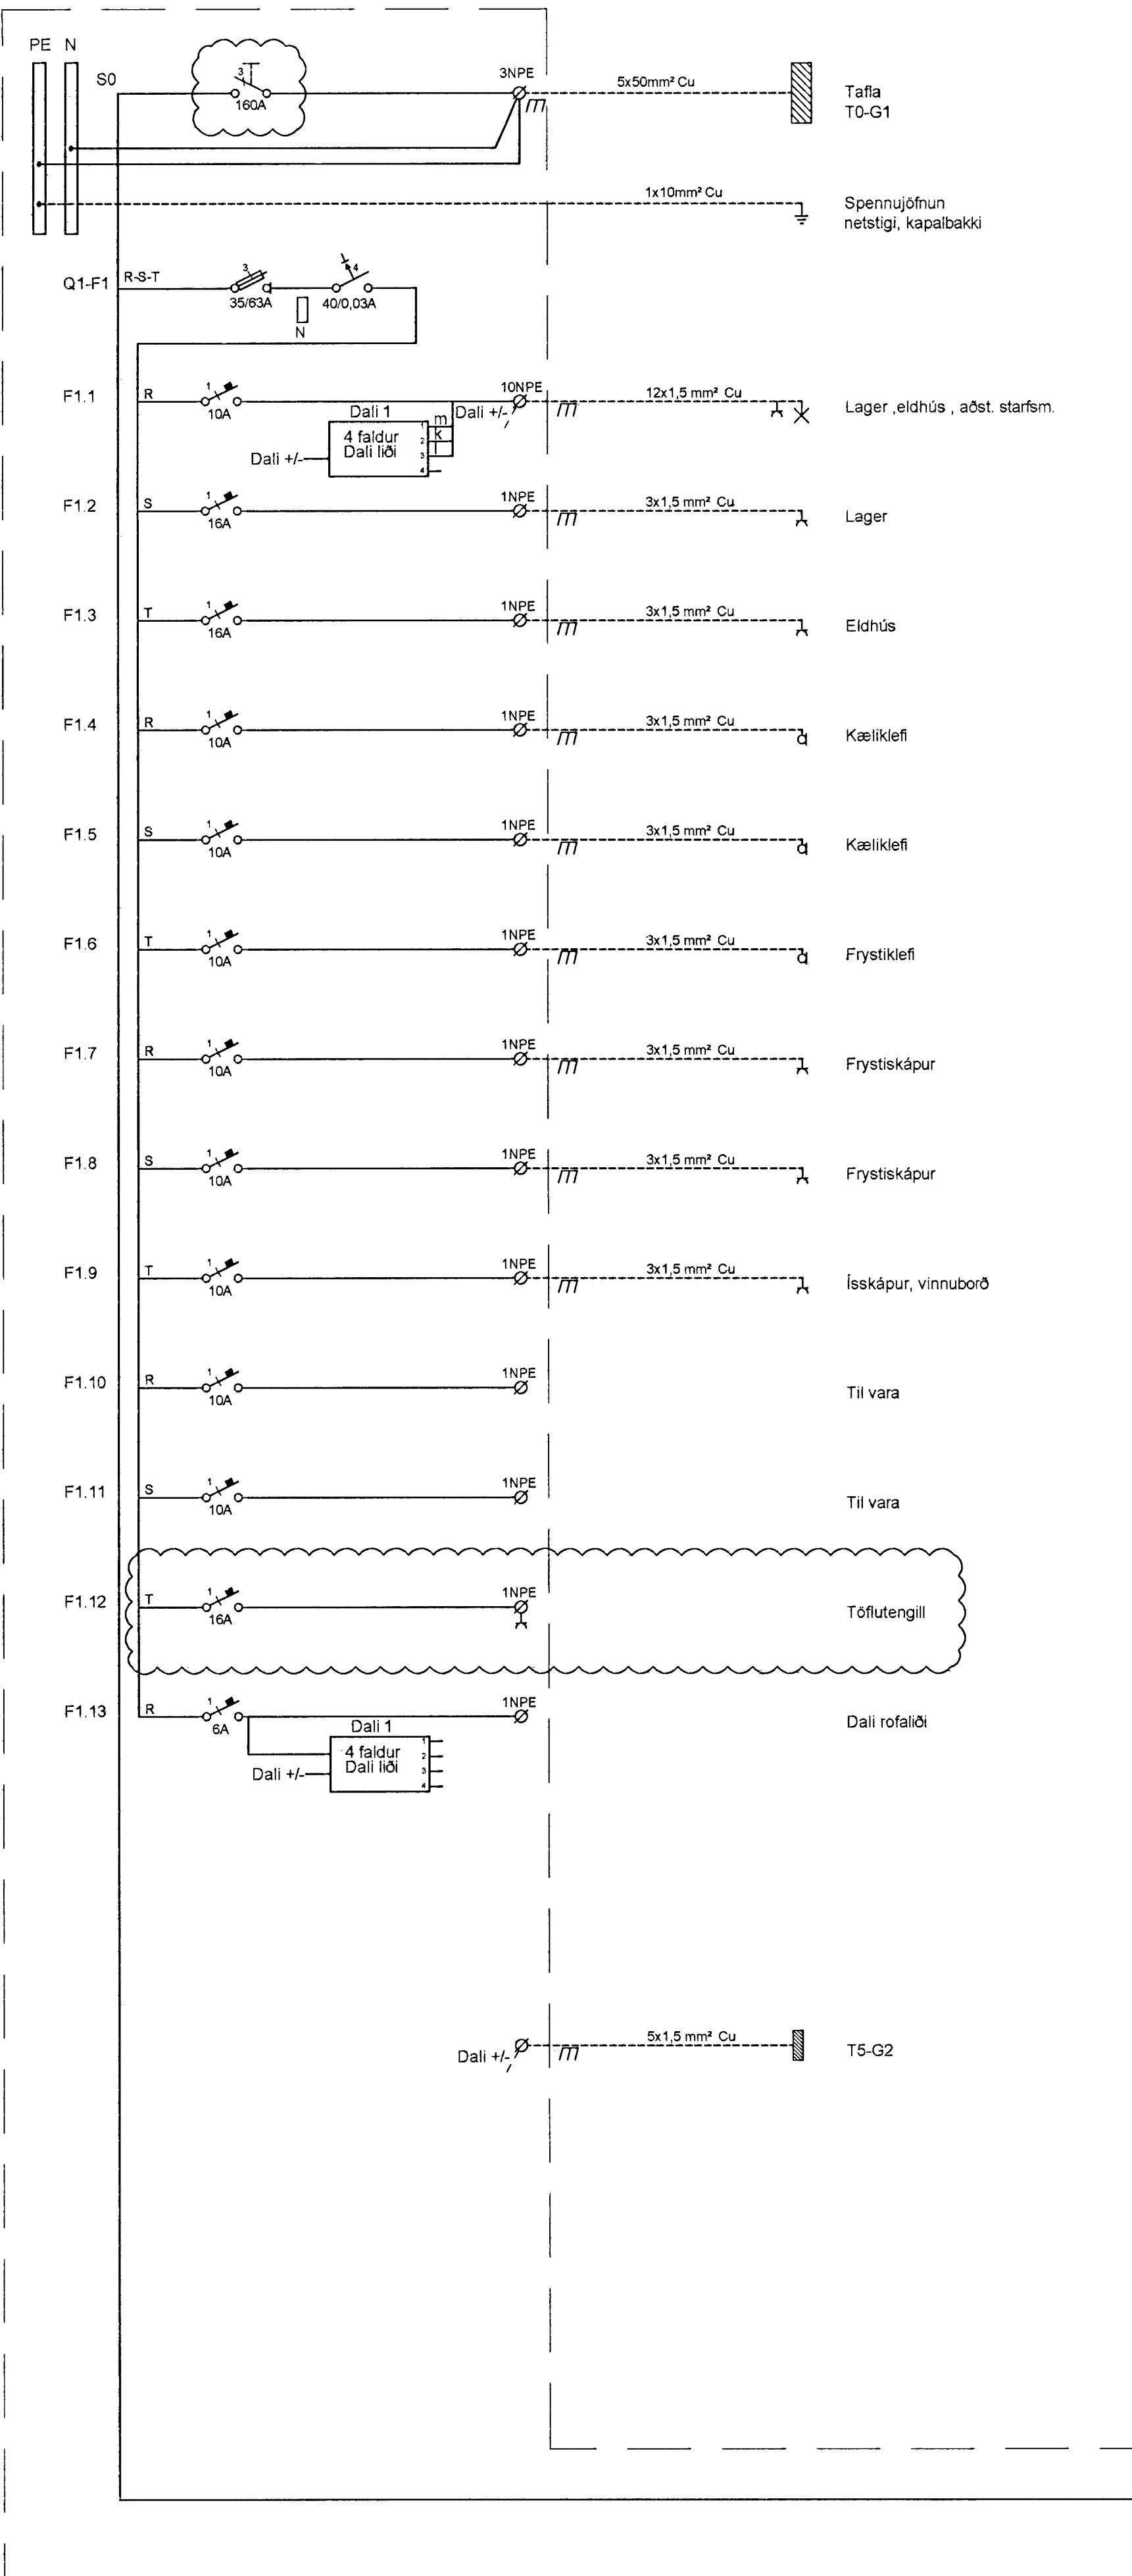 PE N
S0
3
160A
3NPE
5x50mm² Cu
Tafla
T0-G1
1x10mm² Cu
Spennujöfnun
netstigi, kapalbakki
Q1-F1
R-S-T
3
35/63A
N
4
40/0,03A
F1.1
R
1
10A
10NPE
12x1,5 mm² Cu
Lager ,eldhús , aðst. starfsm.
Dali 1
Dali +/-
4 faldur
Dali liði
Dali +/-
1 m
2 k
3 l
4
F1.2
S
1
16A
1NPE
3x1,5 mm² Cu
Lager
F1.3
T
1
16A
1NPE
3x1,5 mm² Cu
Eldhús
F1.4
R
1
10A
1NPE
3x1,5 mm² Cu
Kæliklefi
F1.5
S
1
10A
1NPE
3x1,5 mm² Cu
Kæliklefi
F1.6
T
1
10A
1NPE
3x1,5 mm² Cu
Frystiklefi
F1.7
R
1
10A
1NPE
3x1,5 mm² Cu
Frystiskápur
F1.8
S
1
10A
1NPE
3x1,5 mm² Cu
Frystiskápur
F1.9
T
1
10A
1NPE
3x1,5 mm² Cu
Ísskápur, vinnuborð
F1.10
R
1
10A
1NPE
Til vara
F1.11
S
1
10A
1NPE
Til vara
F1.12
T
1
16A
1NPE
Töflutengill
F1.13
R
1
6A
1NPE
Dali rofaliði
Dali 1
4 faldur
Dali liði
Dali +/-
1
2
3
4
Dali +/-
5x1,5 mm² Cu
T5-G2